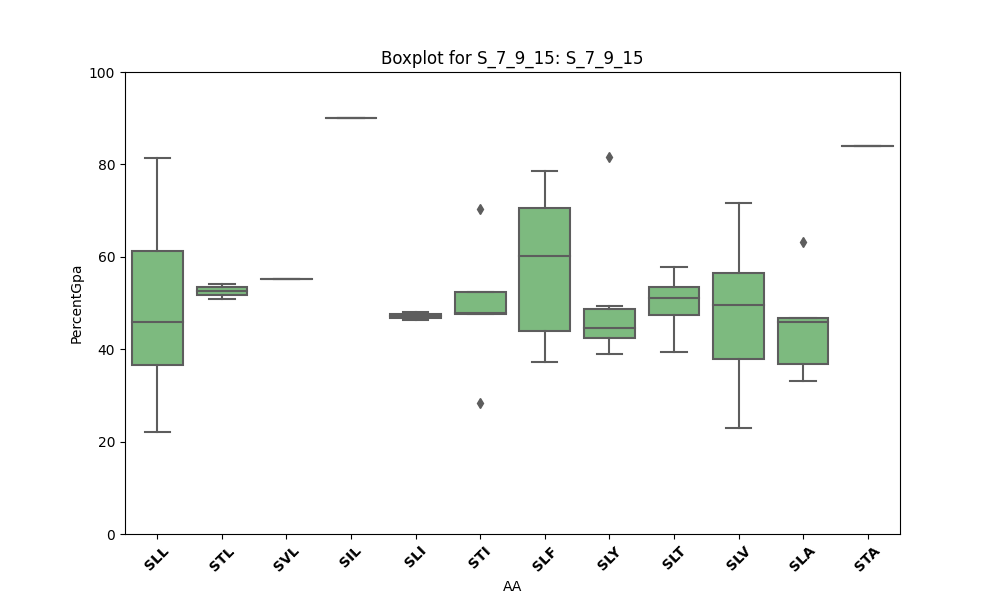 Boxplot for S_7_9_15: S_7_9_15
PercentGpa
100
80
60
40
20
0
SLL STL SVL SIL SLI STI SLF SLY SLT SLV SLA STA
AA